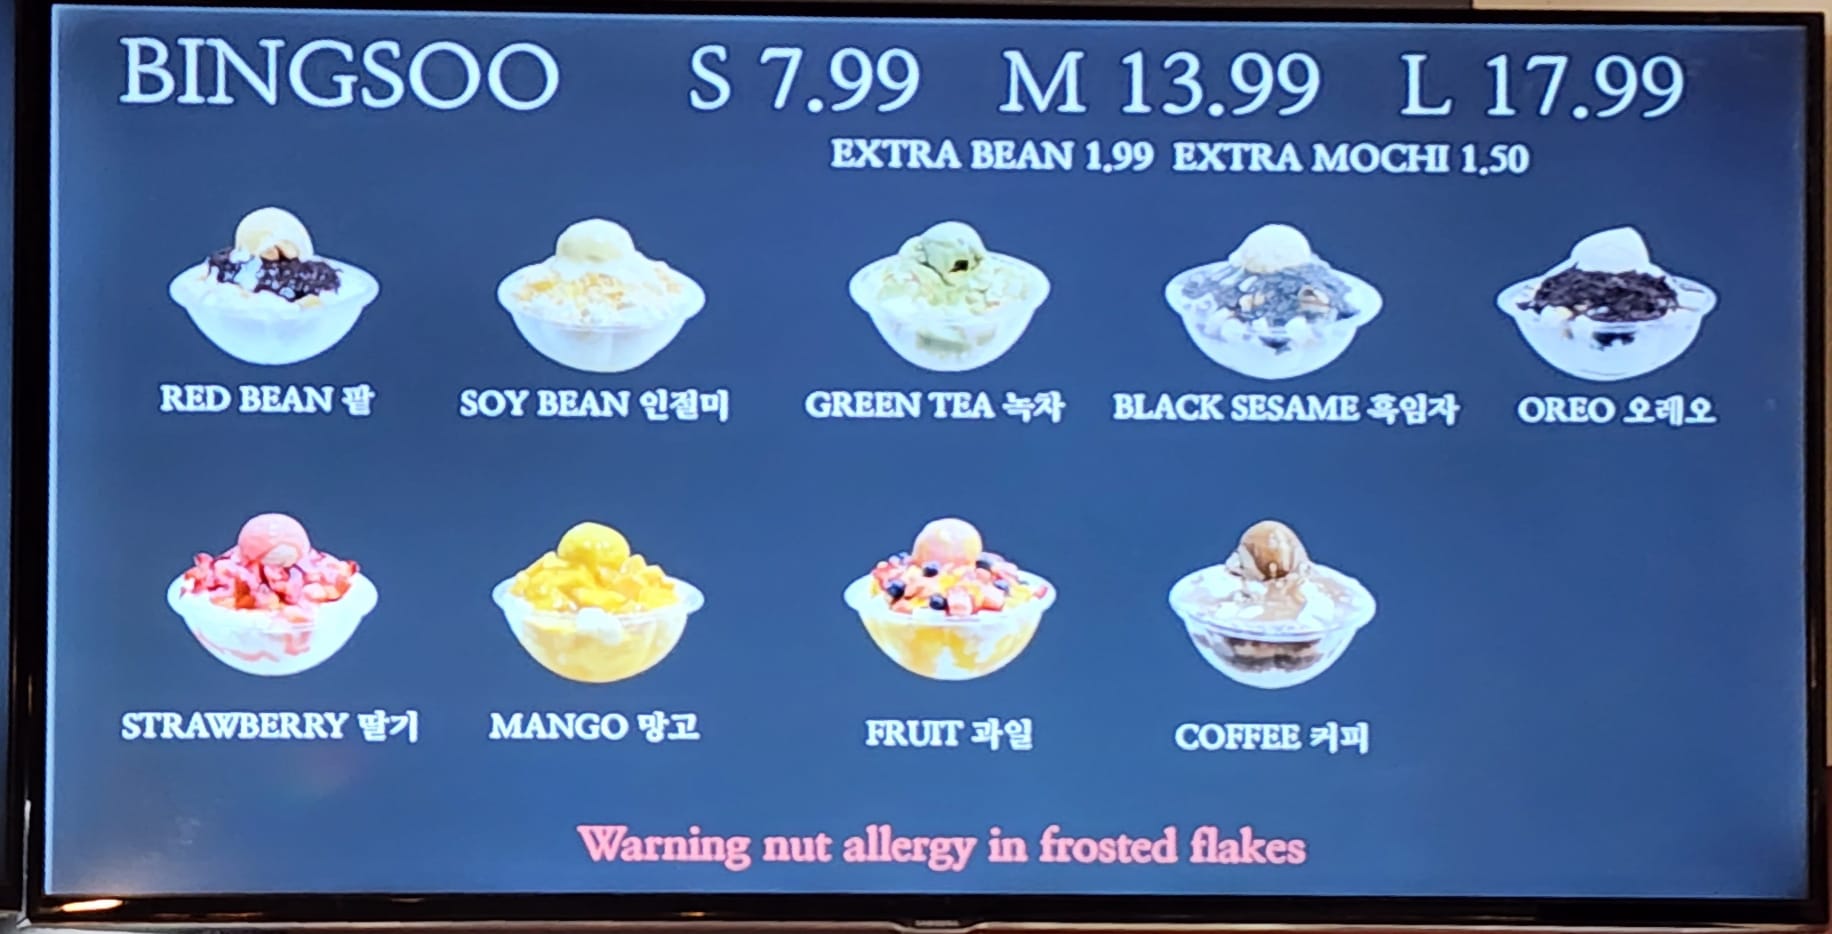 BINGSOO S 7.99 M 13.99 L 17.99
EXTRA BEAN 1.99 EXTRA MOCHI 1.50
RED BEAN 팥
SOY BEAN 인절미
GREEN TEA 녹차
BLACK SESAME 흑임자
OREO 오레오
STRAWBERRY 딸기
MANGO 망고
FRUIT 과일
COFFEE 커피
Warning nut allergy in frosted flakes